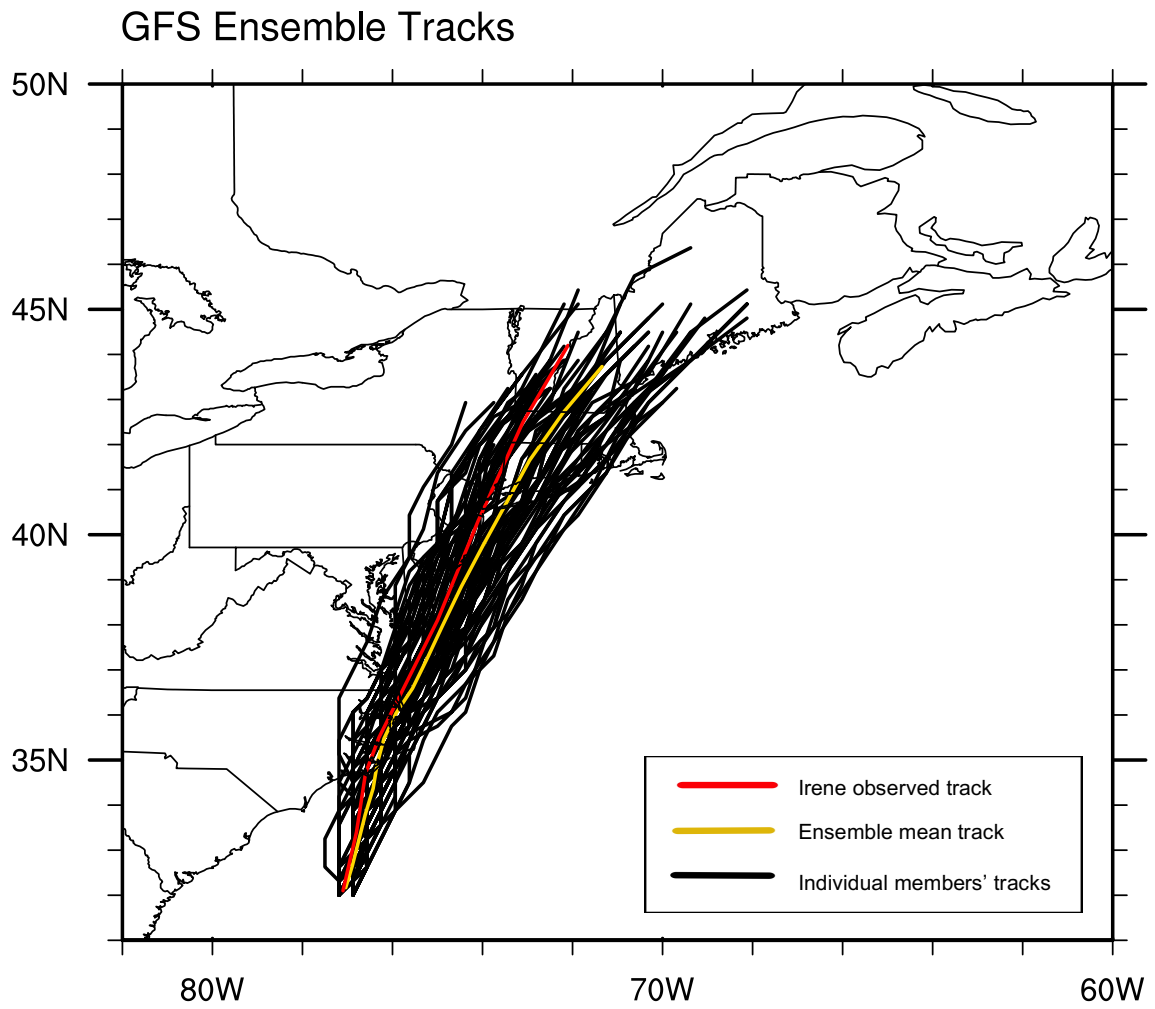 GFS Ensemble Tracks
50N
45N
40N
35N
Irene observed track
Ensemble mean track
Individual members’ tracks
80W
70W
60W